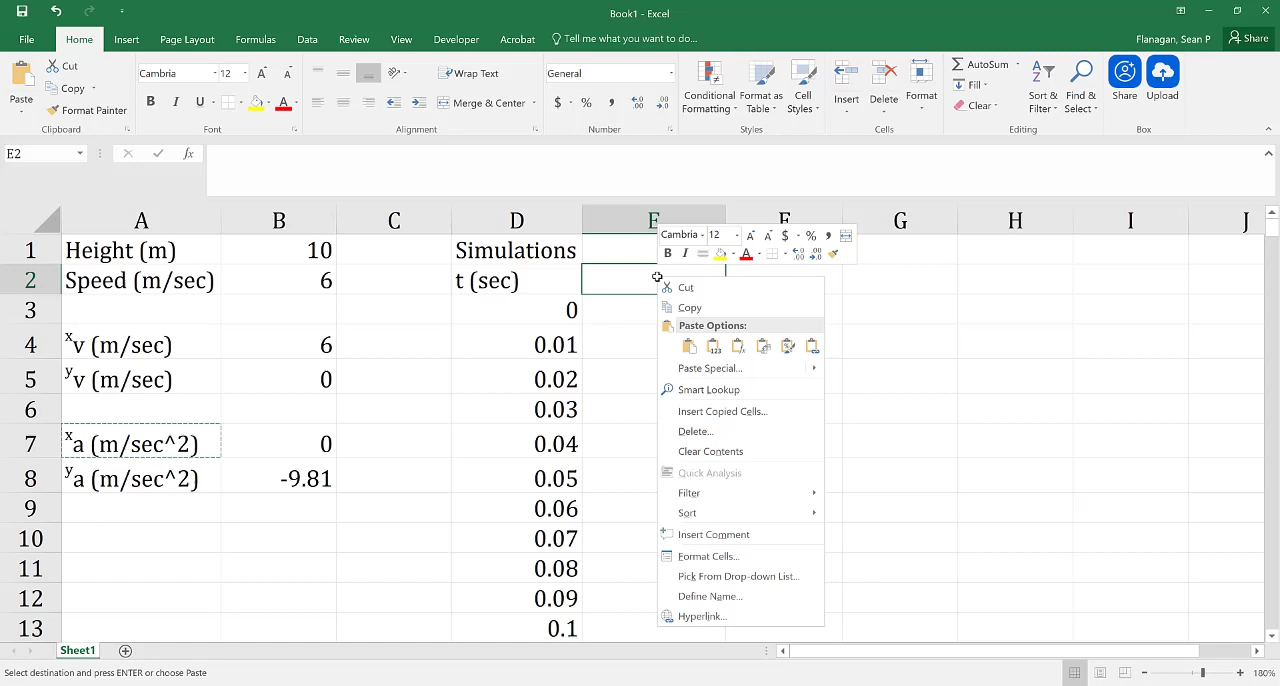 Book1 - Excel
File Home Insert Page Layout Formulas Data Review View Developer Acrobat Tell me what you want to do... Flanagan, Sean P Share
Paste Cut Copy Format Painter
Cambria 12 A A
B I U A
Wrap Text
Merge & Center
General
$ % ,
Conditional Formatting Format as Table Cell Styles
Insert Delete Format
AutoSum Fill Clear
Sort & Filter Find & Select
Share Upload
Clipboard Font Alignment Number Styles Cells Editing Box
E2 fx
A B C D E F G H I J
1 Height (m) 10 Simulations
2 Speed (m/sec) 6 t (sec)
3 0
4 xv (m/sec) 6 0.01
5 yv (m/sec) 0 0.02
6 0.03
7 xa (m/sec^2) 0 0.04
8 ya (m/sec^2) -9.81 0.05
9 0.06
10 0.07
11 0.08
12 0.09
13 0.1
Cambria 12 A A $ % ,
B I A
Cut
Copy
Paste Options:
123
Paste Special...
Smart Lookup
Insert Copied Cells...
Delete...
Clear Contents
Quick Analysis
Filter
Sort
Insert Comment
Format Cells...
Pick From Drop-down List...
Define Name...
Hyperlink...
Sheet1
Select destination and press ENTER or choose Paste 180%